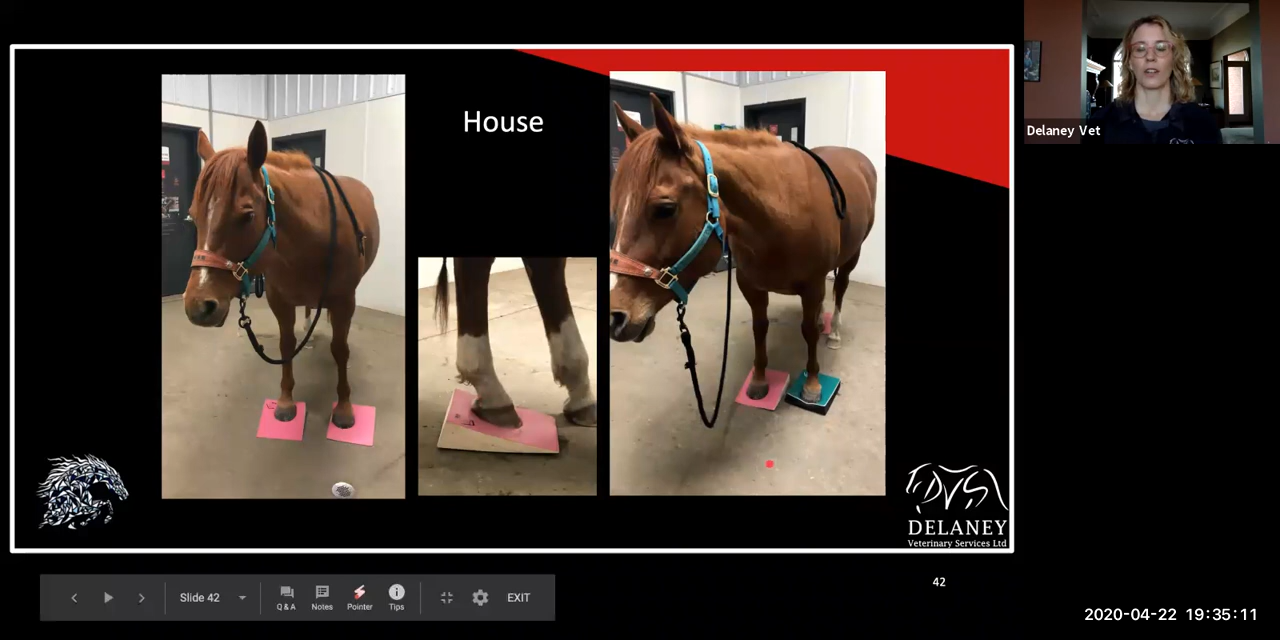 House
Delaney Vet
DVS
DELANEY
Veterinary Services Ltd
42
Slide 42
Q & A
Notes
Pointer
Tips
EXIT
2020-04-22 19:35:11